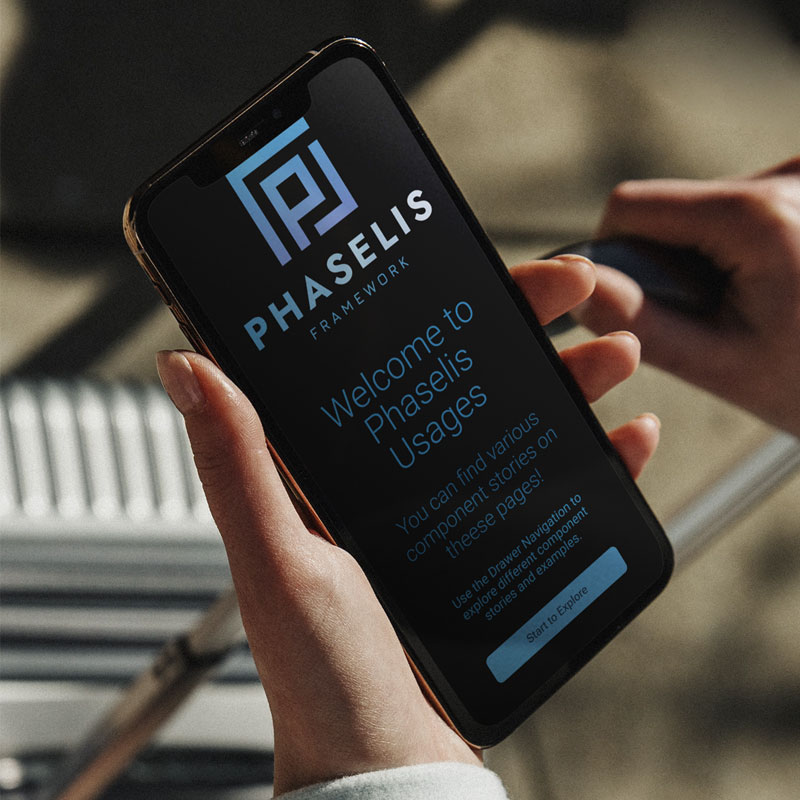 PHASELIS
FRAMEWORK
Welcome to
Phaselis
Usages
You can find various
component stories on
theese pages!
Use the Drawer Navigation to
explore different component
stories and examples.
Start to Explore